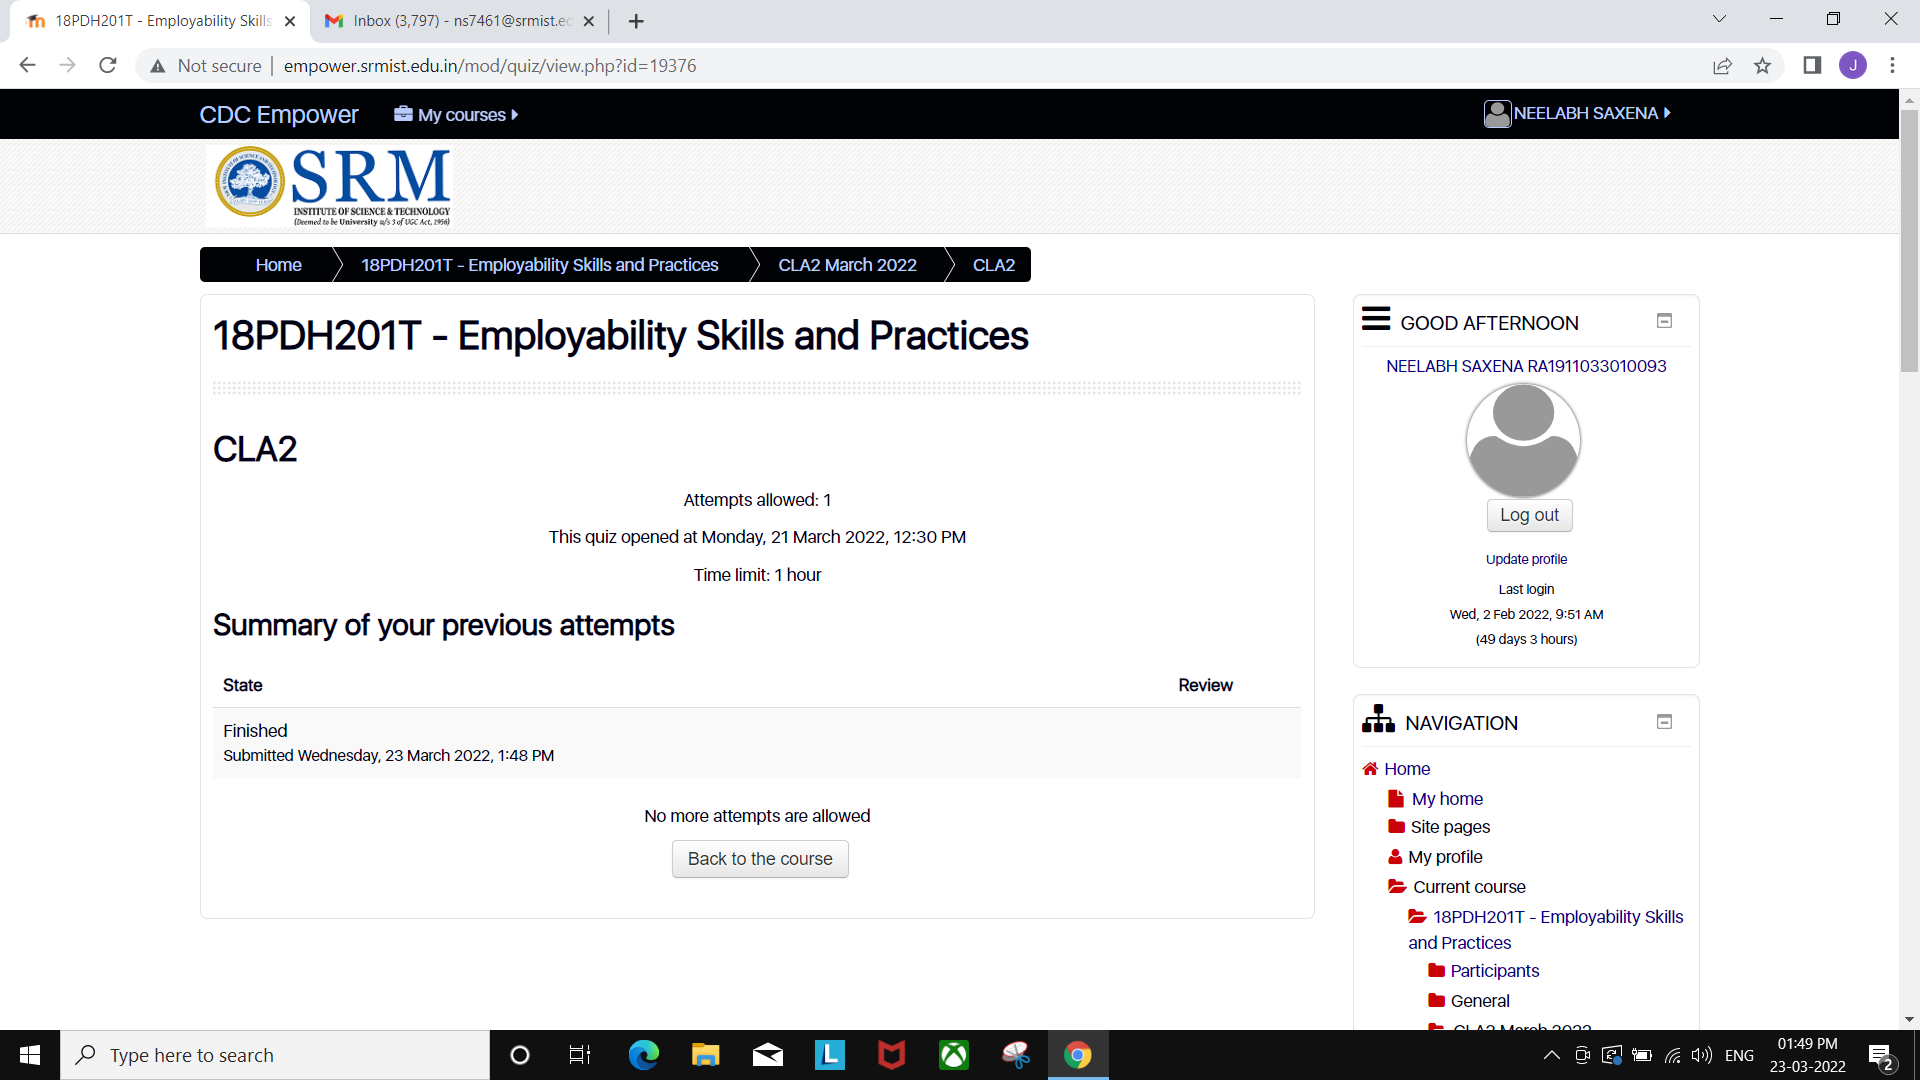 18PDH201T - Employability Skills
Inbox (3,797) - ns7461@srmist.ed
Not secure
empower.srmist.edu.in/mod/quiz/view.php?id=19376
J
CDC Empower
My courses
NEELABH SAXENA
SRM
INSTITUTE OF SCIENCE & TECHNOLOGY
(Deemed to be University u/s 3 of UGC Act, 1956)
Home
18PDH201T - Employability Skills and Practices
CLA2 March 2022
CLA2
18PDH201T - Employability Skills and Practices
CLA2
Attempts allowed: 1
This quiz opened at Monday, 21 March 2022, 12:30 PM
Time limit: 1 hour
Summary of your previous attempts
State
Review
Finished
Submitted Wednesday, 23 March 2022, 1:48 PM
No more attempts are allowed
Back to the course
GOOD AFTERNOON
NEELABH SAXENA RA1911033010093
Log out
Update profile
Last login
Wed, 2 Feb 2022, 9:51 AM
(49 days 3 hours)
NAVIGATION
Home
My home
Site pages
My profile
Current course
18PDH201T - Employability Skills
and Practices
Participants
General
CLA2 March 2022
Type here to search
L
ENG
01:49 PM
23-03-2022
2